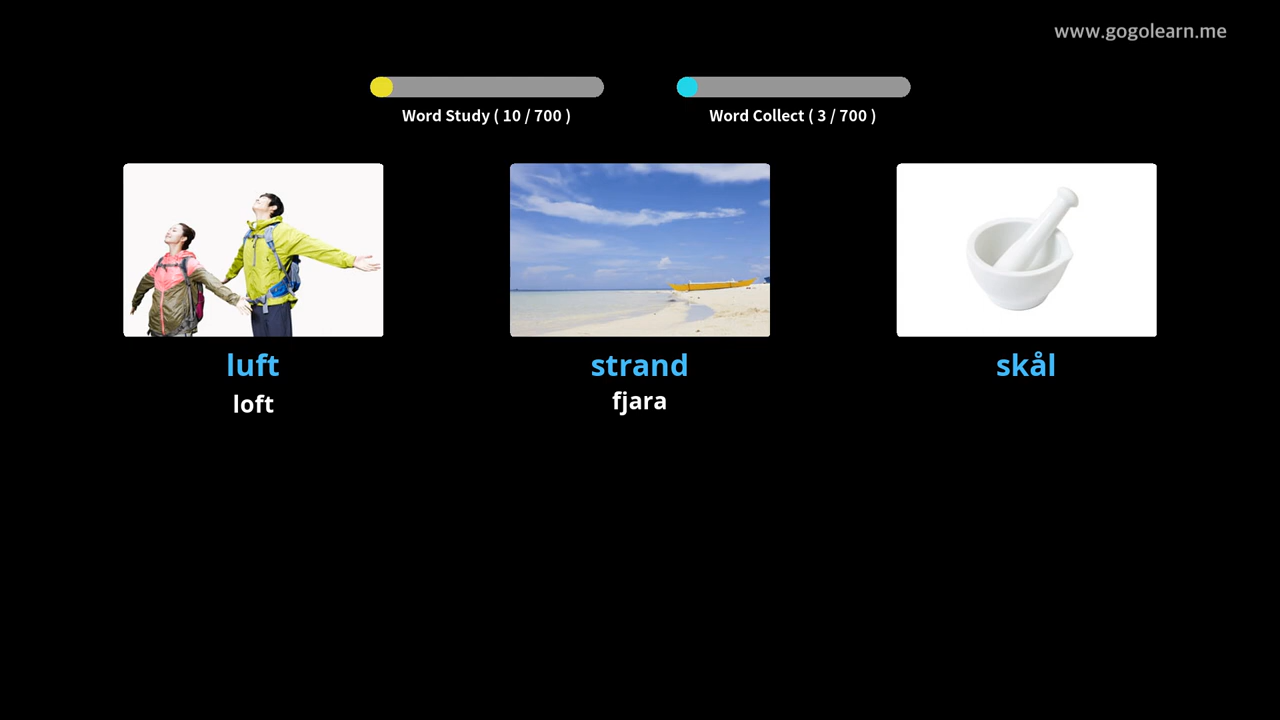 www.gogolearn.me
Word Study ( 10 / 700 )
Word Collect ( 3 / 700 )
luft
strand
skål
loft
fjara